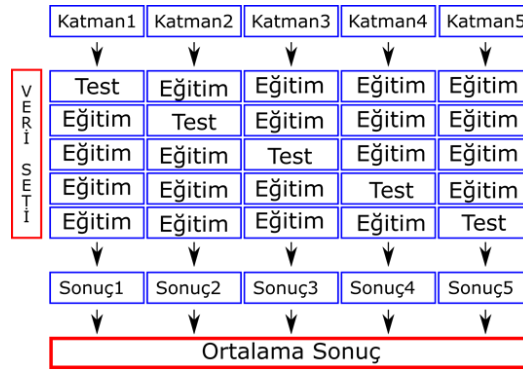 Katman1 Katman2 Katman3 Katman4 Katman5
VERİ SETİ
Test Eğitim Eğitim Eğitim Eğitim
Eğitim Test Eğitim Eğitim Eğitim
Eğitim Eğitim Test Eğitim Eğitim
Eğitim Eğitim Eğitim Test Eğitim
Eğitim Eğitim Eğitim Eğitim Test
Sonuç1 Sonuç2 Sonuç3 Sonuç4 Sonuç5
Ortalama Sonuç